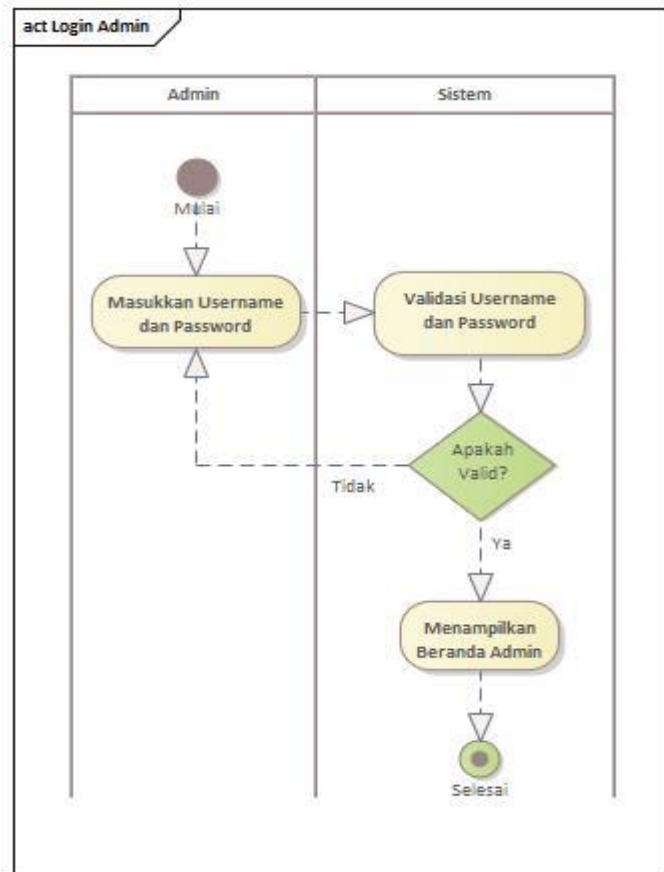 act Login Admin
Admin
Sistem
Mulai
Masukkan Username
dan Password
Validasi Username
dan Password
Apakah
Valid?
Tidak
Ya
Menampilkan
Beranda Admin
Selesai